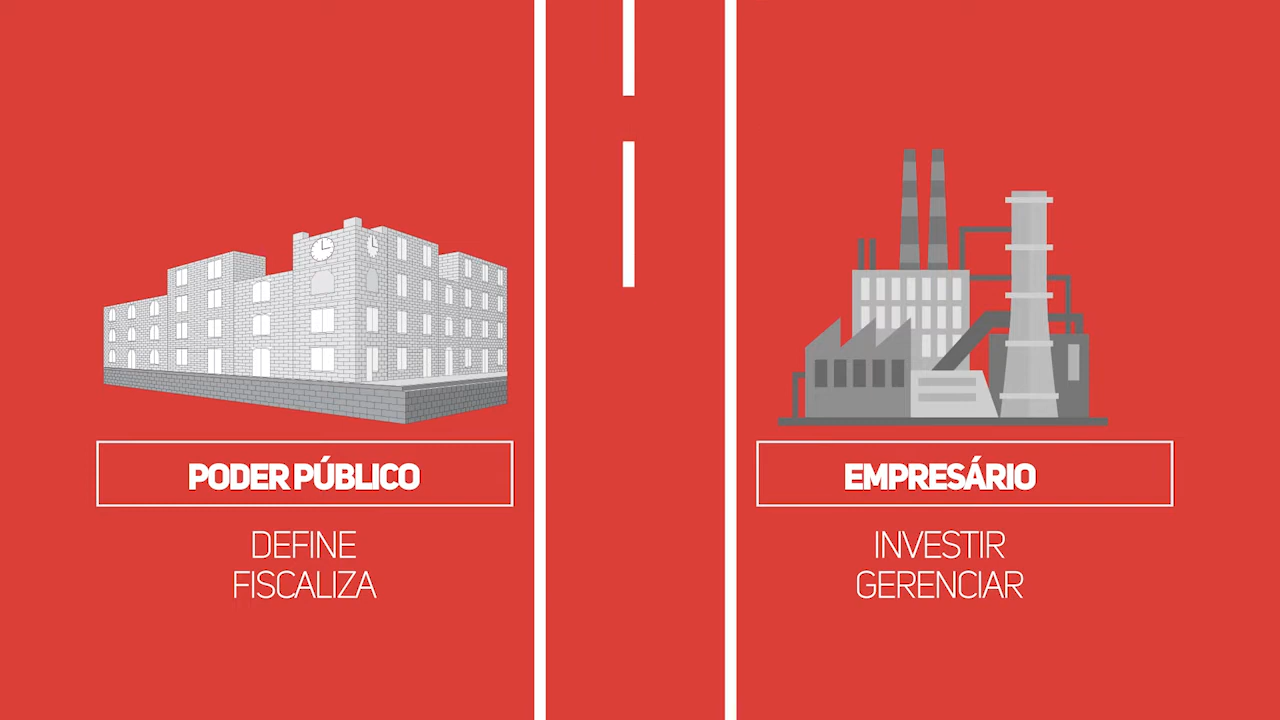 PODER PÚBLICO
DEFINE
FISCALIZA
EMPRESÁRIO
INVESTIR
GERENCIAR